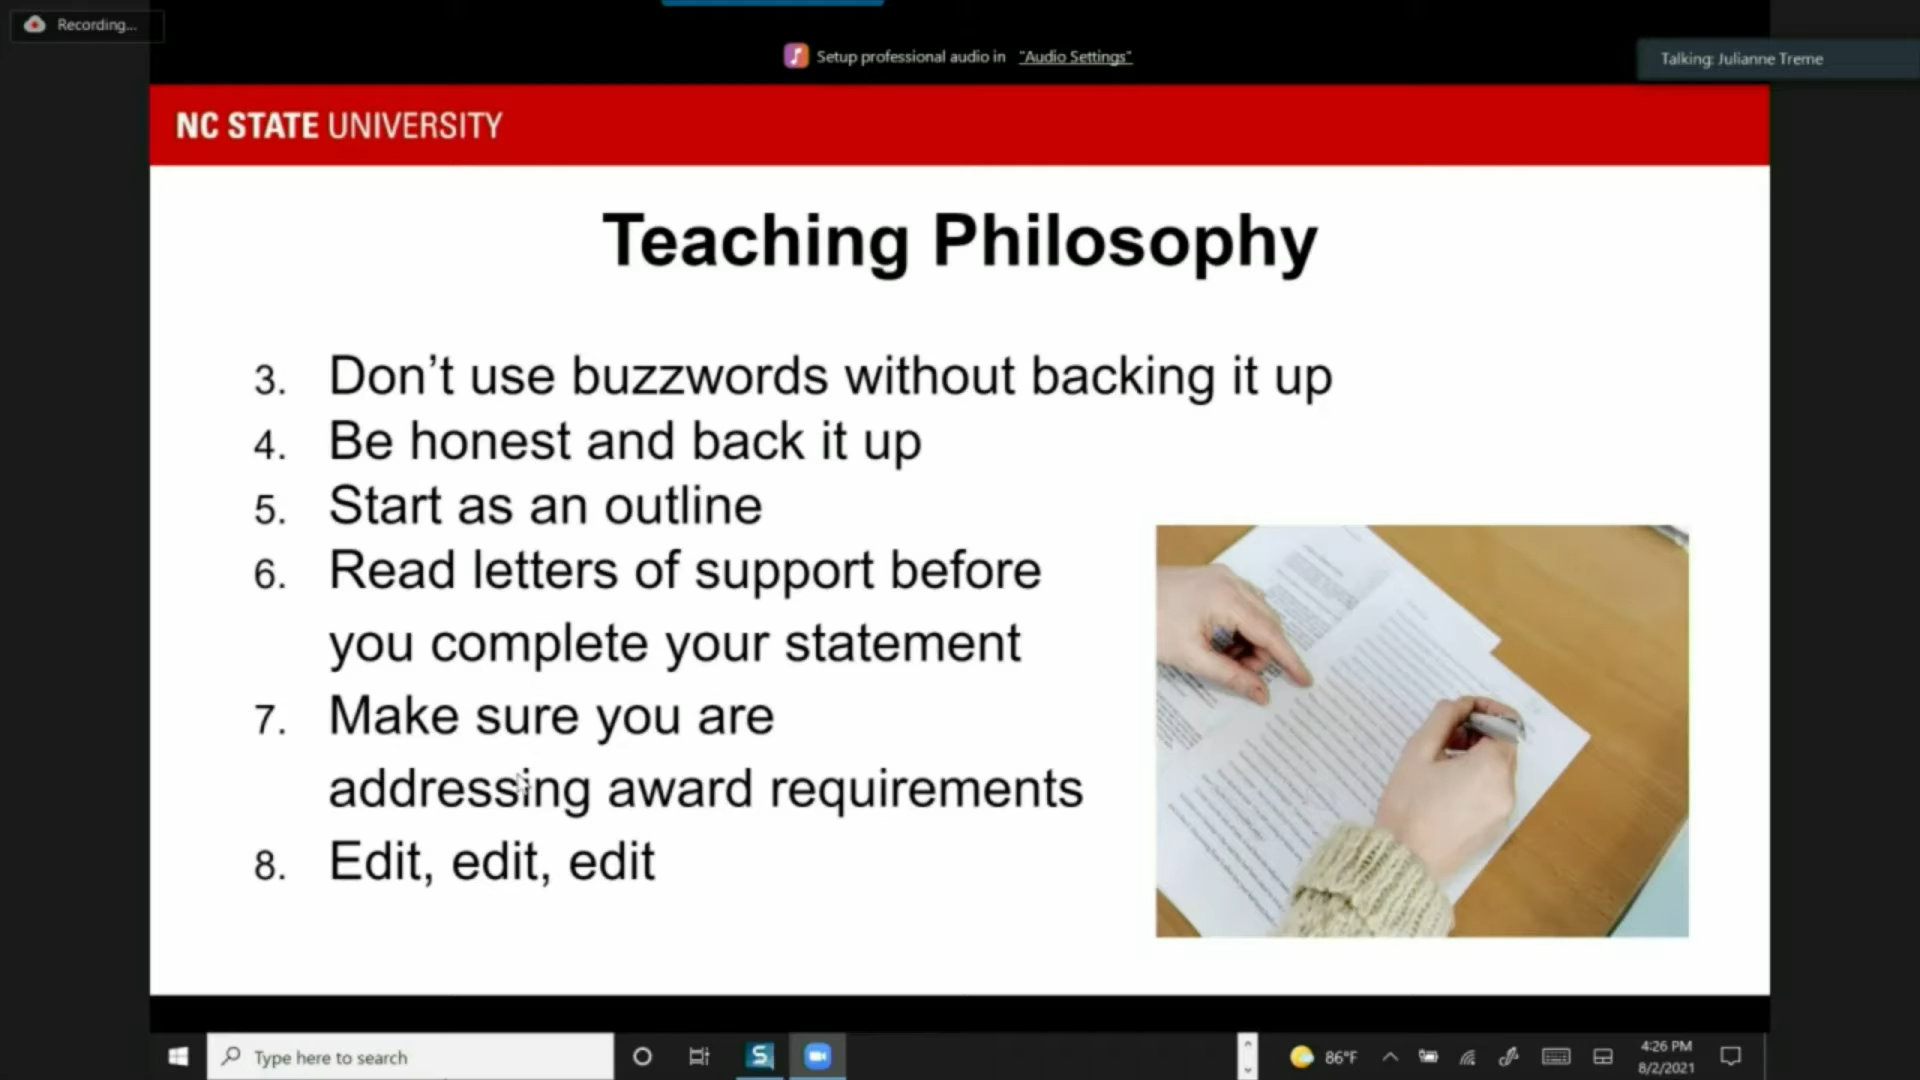 Recording...
Setup professional audio in "Audio Settings"
Talking: Julianne Treme
NC STATE UNIVERSITY
Teaching Philosophy
3. Don't use buzzwords without backing it up
4. Be honest and back it up
5. Start as an outline
6. Read letters of support before
you complete your statement
7. Make sure you are
addressing award requirements
8. Edit, edit, edit
Type here to search
S
86°F
4:26 PM
8/2/2021